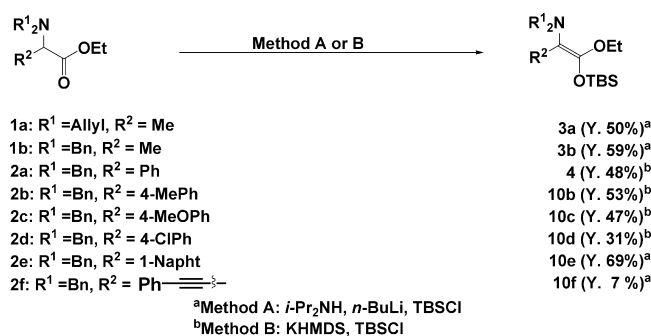 R¹₂N
R²
OEt
O
Method A or B
R¹₂N
R²
OEt
OTBS
1a: R¹ =Allyl, R² = Me 3a (Y. 50%)ᵃ
1b: R¹ =Bn, R² = Me 3b (Y. 59%)ᵃ
2a: R¹ =Bn, R² = Ph 4 (Y. 48%)ᵇ
2b: R¹ =Bn, R² = 4-MePh 10b (Y. 53%)ᵇ
2c: R¹ =Bn, R² = 4-MeOPh 10c (Y. 47%)ᵇ
2d: R¹ =Bn, R² = 4-ClPh 10d (Y. 31%)ᵇ
2e: R¹ =Bn, R² = 1-Napht 10e (Y. 69%)ᵃ
2f: R¹ =Bn, R² = Ph 10f (Y. 7 %)ᵃ
ᵃMethod A: i-Pr₂NH, n-BuLi, TBSCl
ᵇMethod B: KHMDS, TBSCl